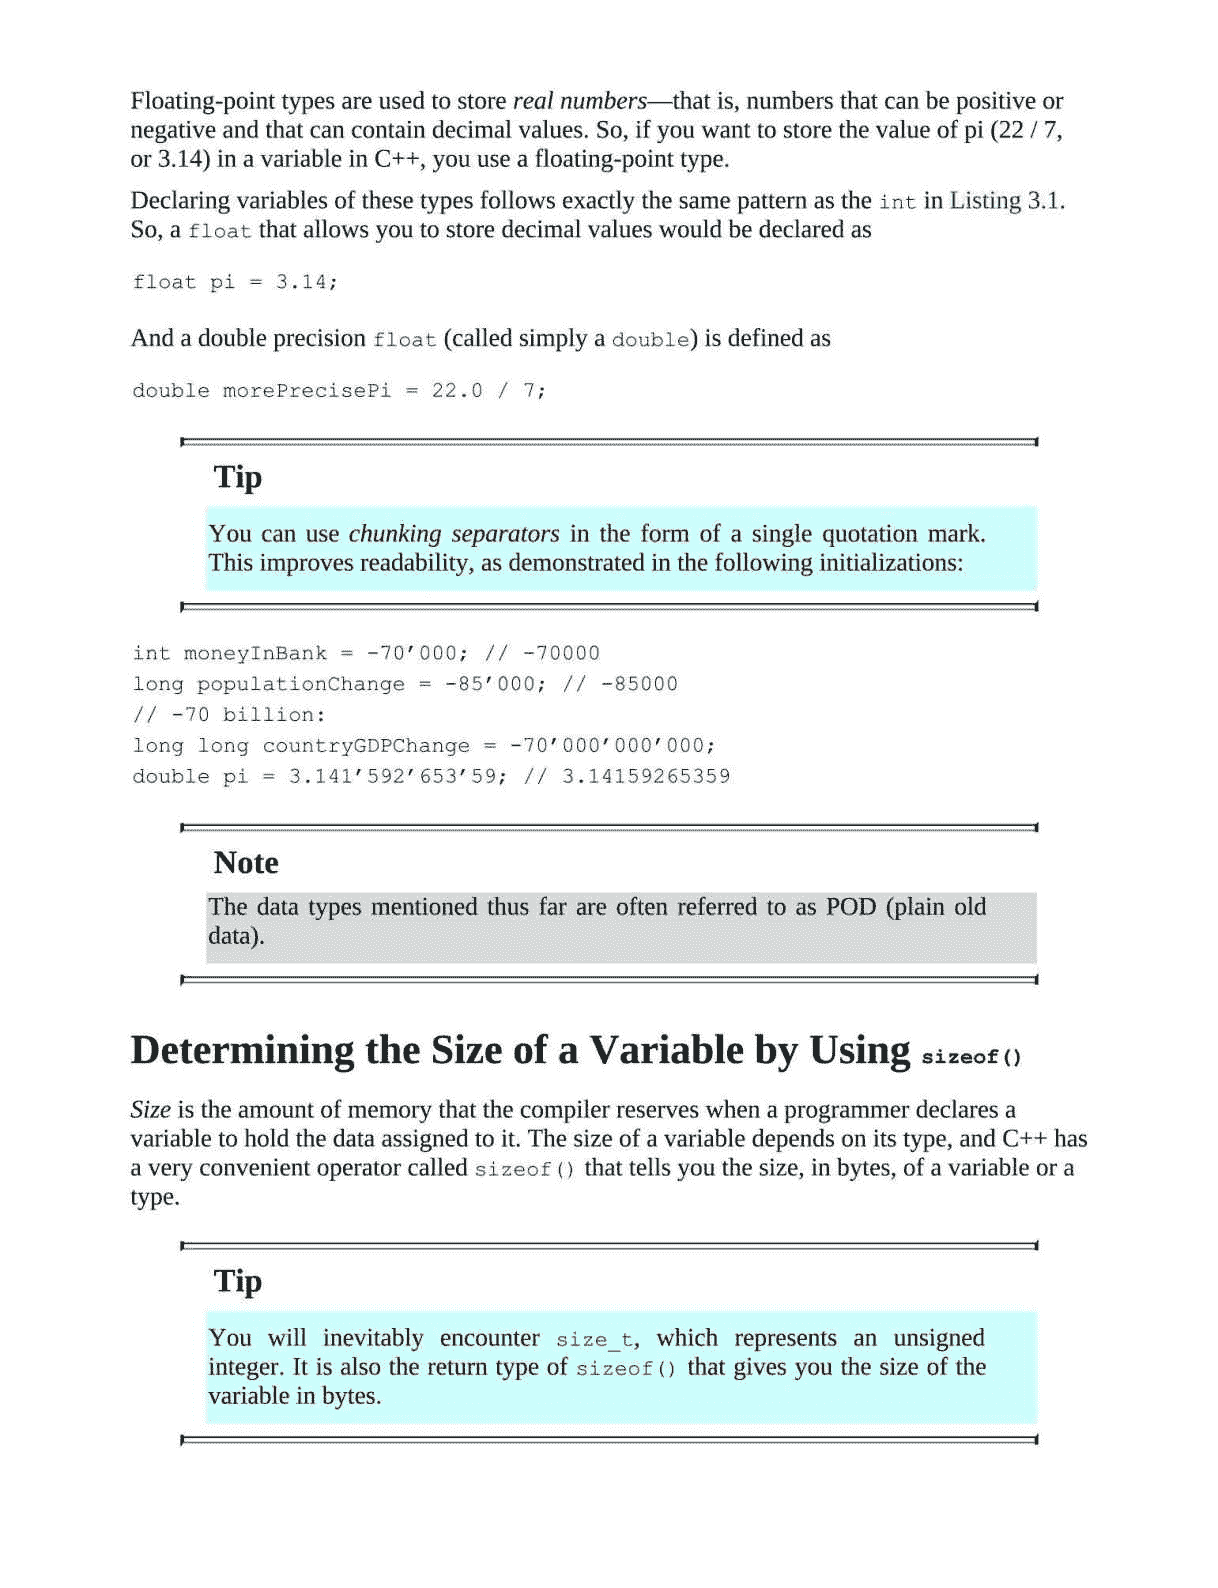 Floating-point types are used to store real numbers—that is, numbers that can be positive or
negative and that can contain decimal values. So, if you want to store the value of pi (22 / 7,
or 3.14) in a variable in C++, you use a floating-point type.
Declaring variables of these types follows exactly the same pattern as the int in Listing 3.1.
So, a float that allows you to store decimal values would be declared as
float pi = 3.14;
And a double precision float (called simply a double) is defined as
double morePrecisePi = 22.0 / 7;
Tip
You can use chunking separators in the form of a single quotation mark.
This improves readability, as demonstrated in the following initializations:
int moneyInBank = -70’000; // -70000
long populationChange = -85’000; // -85000
// -70 billion:
long long countryGDPChange = -70’000’000’000;
double pi = 3.141’592’653’59; // 3.14159265359
Note
The data types mentioned thus far are often referred to as POD (plain old
data).
Determining the Size of a Variable by Using sizeof()
Size is the amount of memory that the compiler reserves when a programmer declares a
variable to hold the data assigned to it. The size of a variable depends on its type, and C++ has
a very convenient operator called sizeof() that tells you the size, in bytes, of a variable or a
type.
Tip
You will inevitably encounter size_t, which represents an unsigned
integer. It is also the return type of sizeof() that gives you the size of the
variable in bytes.